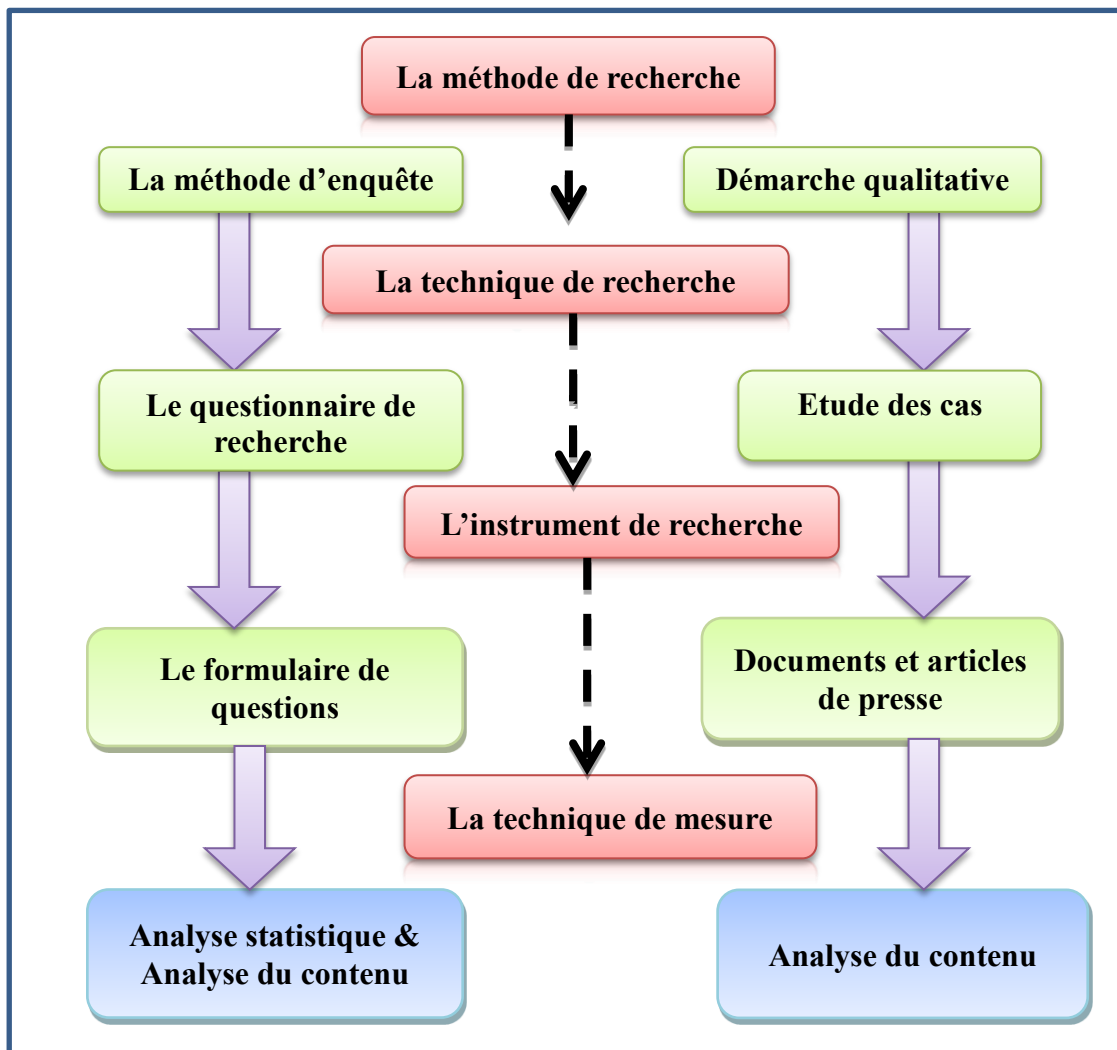 La méthode de recherche
La méthode d’enquête
Démarche qualitative
La technique de recherche
Le questionnaire de
recherche
Etude des cas
L’instrument de recherche
Le formulaire de
questions
Documents et articles
de presse
La technique de mesure
Analyse statistique &
Analyse du contenu
Analyse du contenu